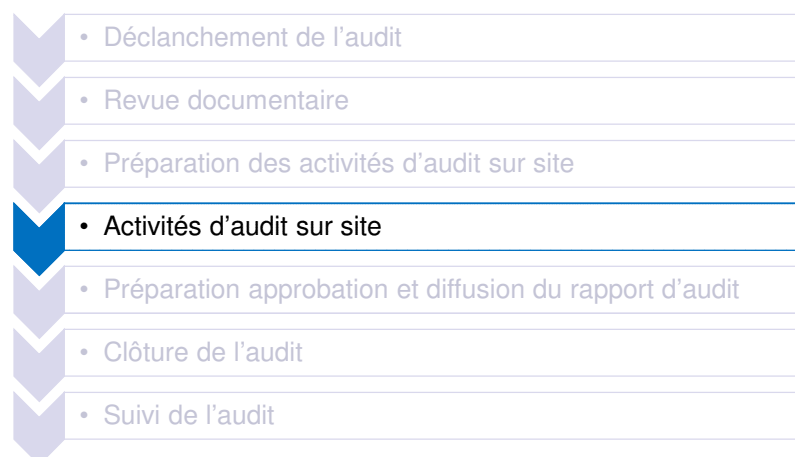 • Déclanchement de l'audit
• Revue documentaire
• Préparation des activités d'audit sur site
• Activités d'audit sur site
• Préparation approbation et diffusion du rapport d'audit
• Clôture de l'audit
• Suivi de l'audit